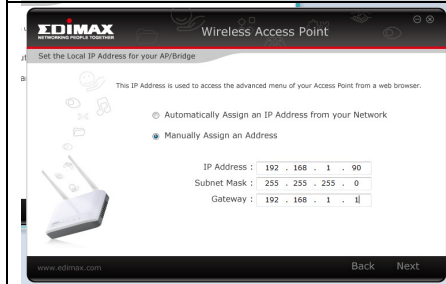 EDIMAX
NETWORKING PEOPLE TOGETHER
Wireless Access Point
Set the Local IP Address for your AP/Bridge
This IP Address is used to access the advanced menu of your Access Point from a web browser.
Automatically Assign an IP Address from your Network
Manually Assign an Address
IP Address : 192 . 168 . 1 . 90
Subnet Mask : 255 . 255 . 255 . 0
Gateway : 192 . 168 . 1 . 1
www.edimax.com
Back Next